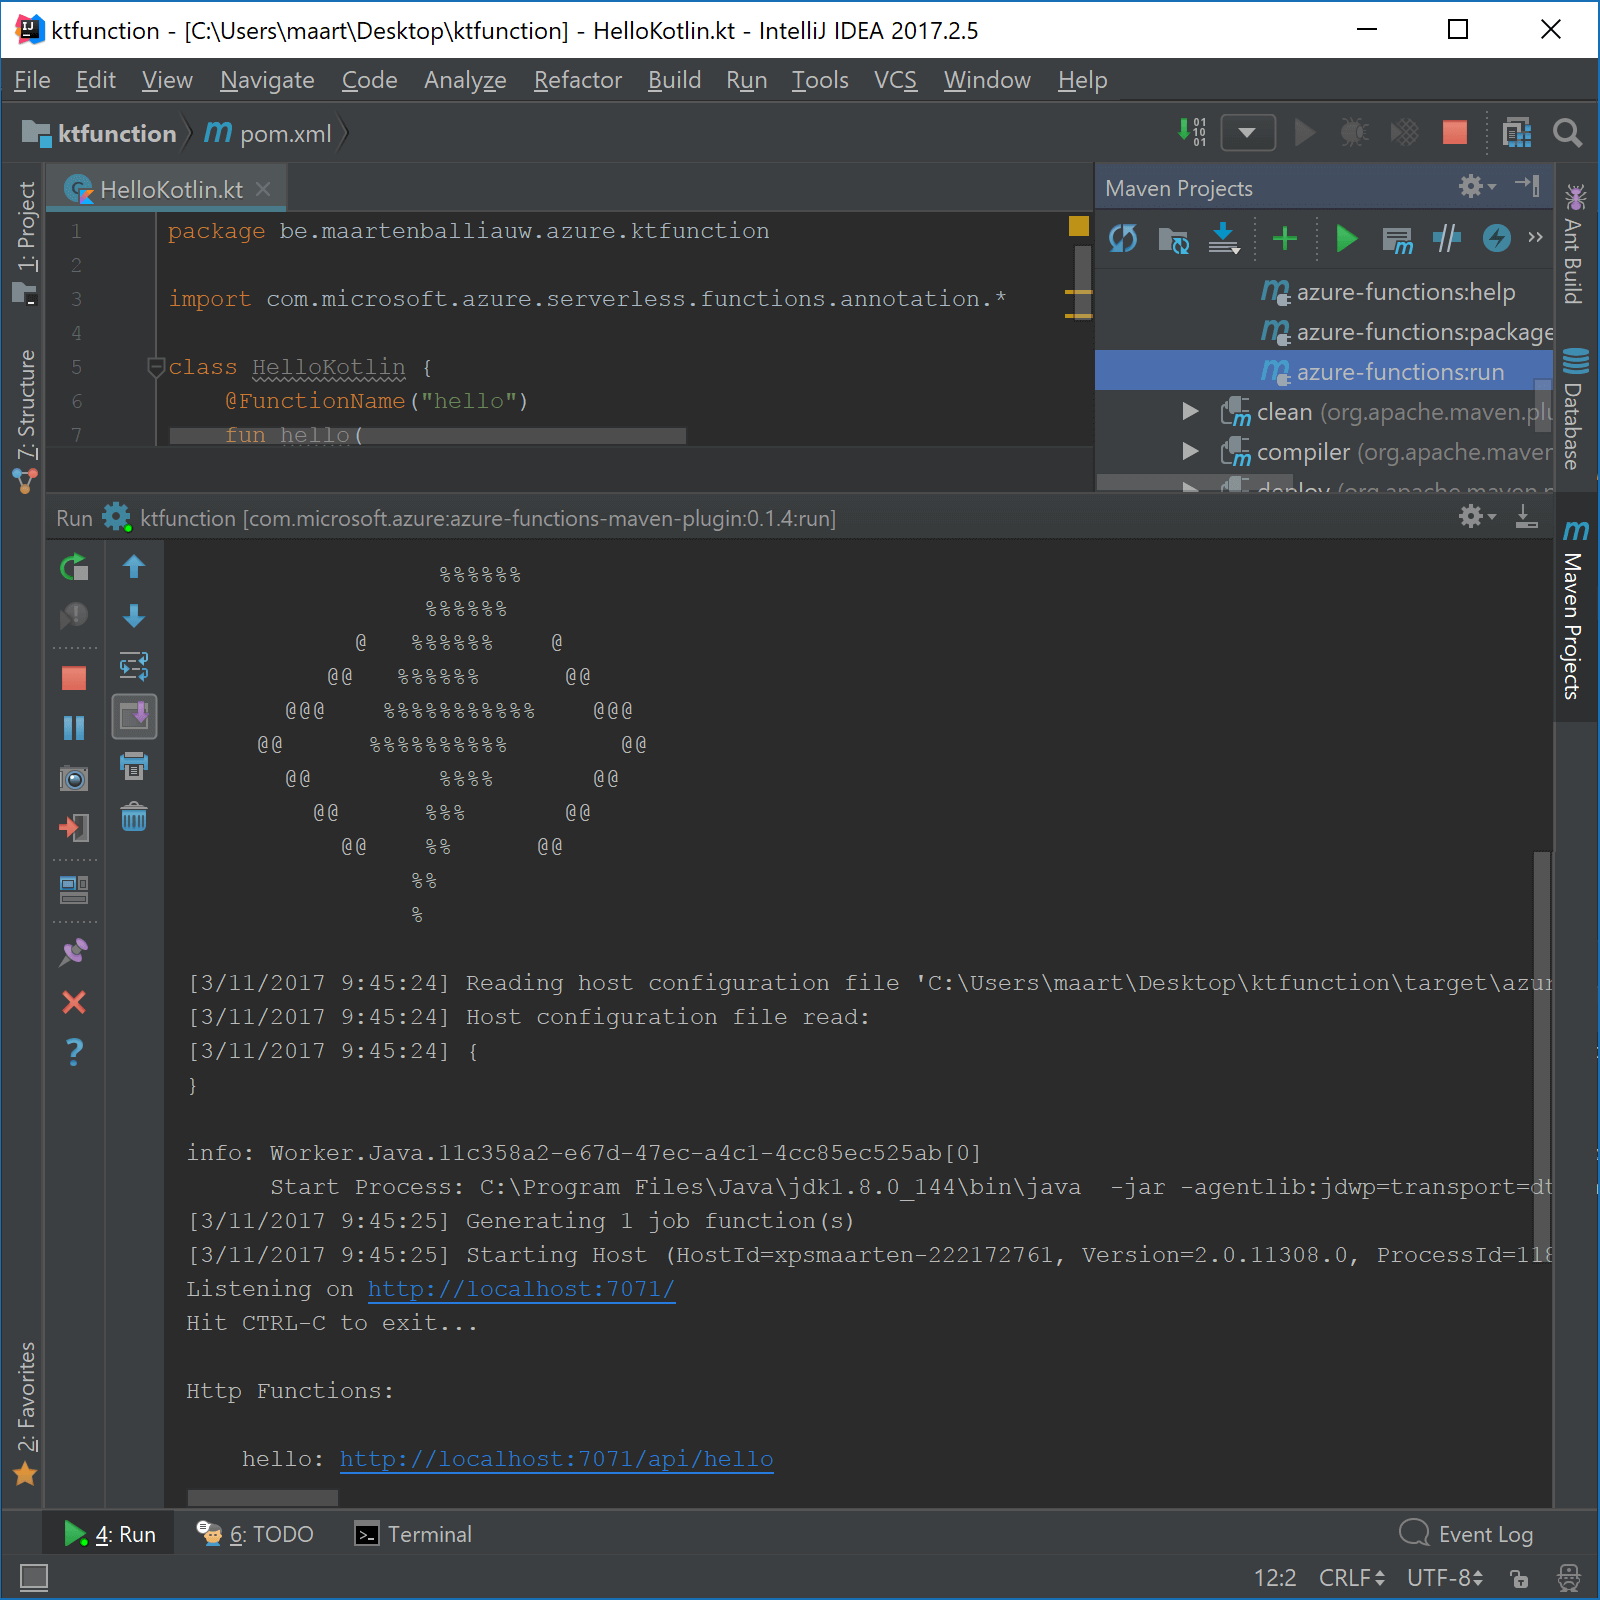 ktfunction - [C:\Users\maart\Desktop\ktfunction] - HelloKotlin.kt - IntelliJ IDEA 2017.2.5
File Edit View Navigate Code Analyze Refactor Build Run Tools VCS Window Help
ktfunction m pom.xml
1: Project
7: Structure
2: Favorites
HelloKotlin.kt
1 package be.maartenballiauw.azure.ktfunction
2
3 import com.microsoft.azure.serverless.functions.annotation.*
4
5 class HelloKotlin {
6 @FunctionName("hello")
7 fun hello(
Maven Projects
azure-functions:help
azure-functions:package
azure-functions:run
clean (org.apache.maven.plu
compiler (org.apache.maven
deploy (org.apache.maven.p
Ant Build
Database
Maven Projects
Run ktfunction [com.microsoft.azure:azure-functions-maven-plugin:0.1.4:run]
%%%%%%
%%%%%%
@ %%%%%% @
@@ %%%%%% @@
@@@ %%%%%%%%%%% @@@
@@ %%%%%%%%%% @@
@@ %%%% @@
@@ %%% @@
@@ %% @@
%%
%
[3/11/2017 9:45:24] Reading host configuration file 'C:\Users\maart\Desktop\ktfunction\target\azur
[3/11/2017 9:45:24] Host configuration file read:
[3/11/2017 9:45:24] {
}
info: Worker.Java.11c358a2-e67d-47ec-a4c1-4cc85ec525ab[0]
Start Process: C:\Program Files\Java\jdk1.8.0_144\bin\java -jar -agentlib:jdwp=transport=dt
[3/11/2017 9:45:25] Generating 1 job function(s)
[3/11/2017 9:45:25] Starting Host (HostId=xpsmaarten-222172761, Version=2.0.11308.0, ProcessId=118
Listening on http://localhost:7071/
Hit CTRL-C to exit...
Http Functions:
hello: http://localhost:7071/api/hello
4: Run 6: TODO Terminal Event Log
12:2 CRLF UTF-8